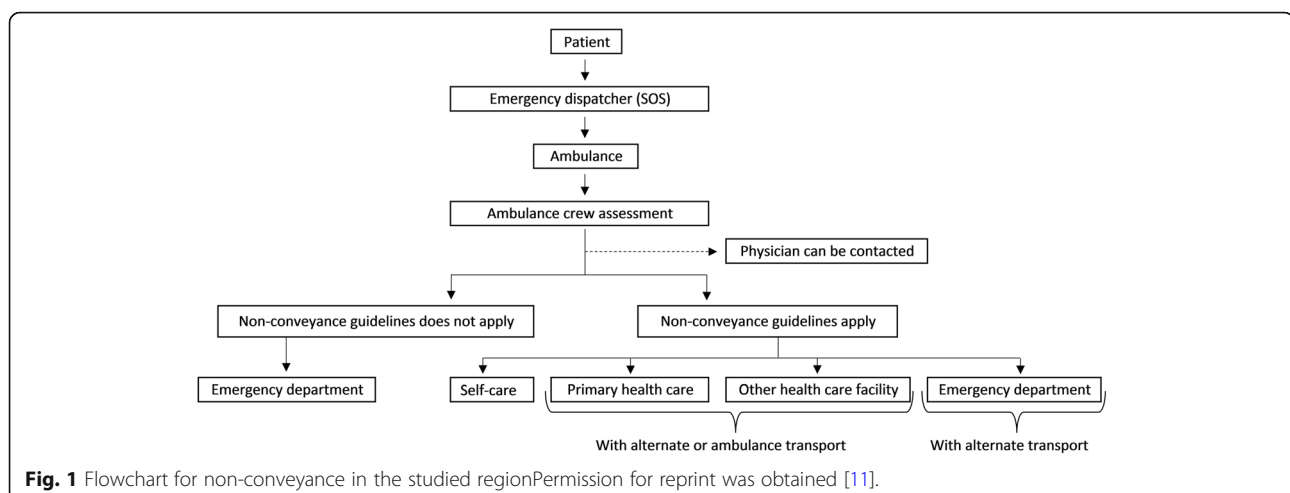 Patient
Emergency dispatcher (SOS)
Ambulance
Ambulance crew assessment
Physician can be contacted
Non-conveyance guidelines does not apply
Non-conveyance guidelines apply
Emergency department
Self-care
Primary health care
Other health care facility
Emergency department
With alternate or ambulance transport
With alternate transport
Fig. 1 Flowchart for non-conveyance in the studied regionPermission for reprint was obtained [11].